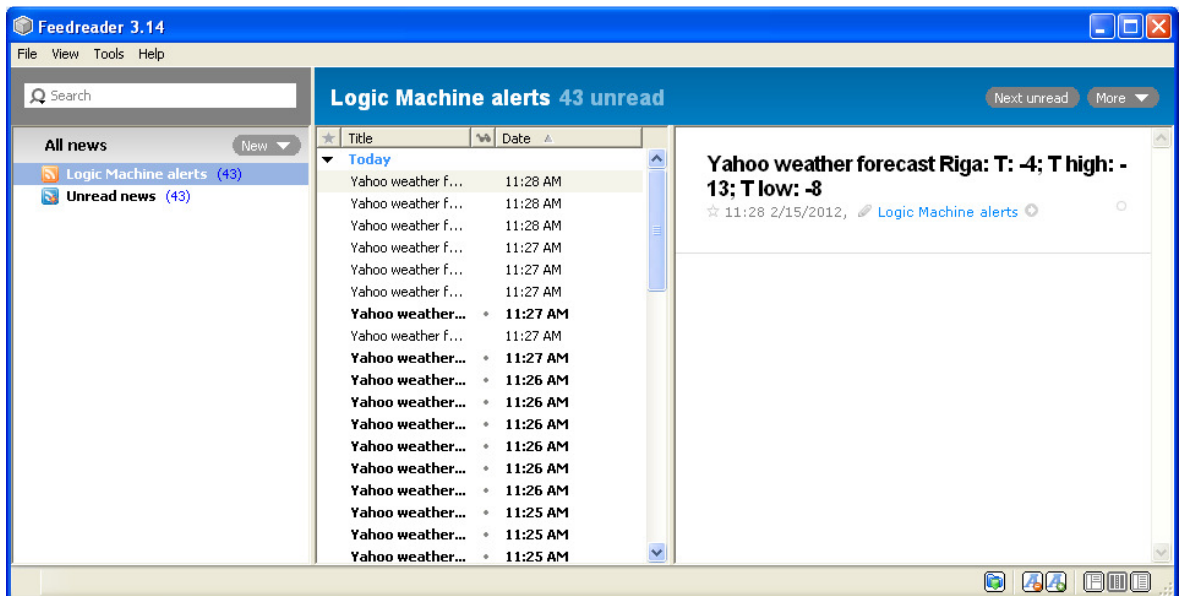 Feedreader 3.14
File View Tools Help
Search
Logic Machine alerts 43 unread
Next unread
More
All news
New
Logic Machine alerts (43)
Unread news (43)
Title Date
Today
Yahoo weather f... 11:28 AM
Yahoo weather f... 11:28 AM
Yahoo weather f... 11:28 AM
Yahoo weather f... 11:27 AM
Yahoo weather f... 11:27 AM
Yahoo weather f... 11:27 AM
Yahoo weather... 11:27 AM
Yahoo weather f... 11:27 AM
Yahoo weather... 11:27 AM
Yahoo weather... 11:26 AM
Yahoo weather... 11:26 AM
Yahoo weather... 11:26 AM
Yahoo weather... 11:26 AM
Yahoo weather... 11:26 AM
Yahoo weather... 11:26 AM
Yahoo weather... 11:25 AM
Yahoo weather... 11:25 AM
Yahoo weather... 11:25 AM
Yahoo weather forecast Riga: T: -4; T high: -
13; T low: -8
11:28 2/15/2012, Logic Machine alerts